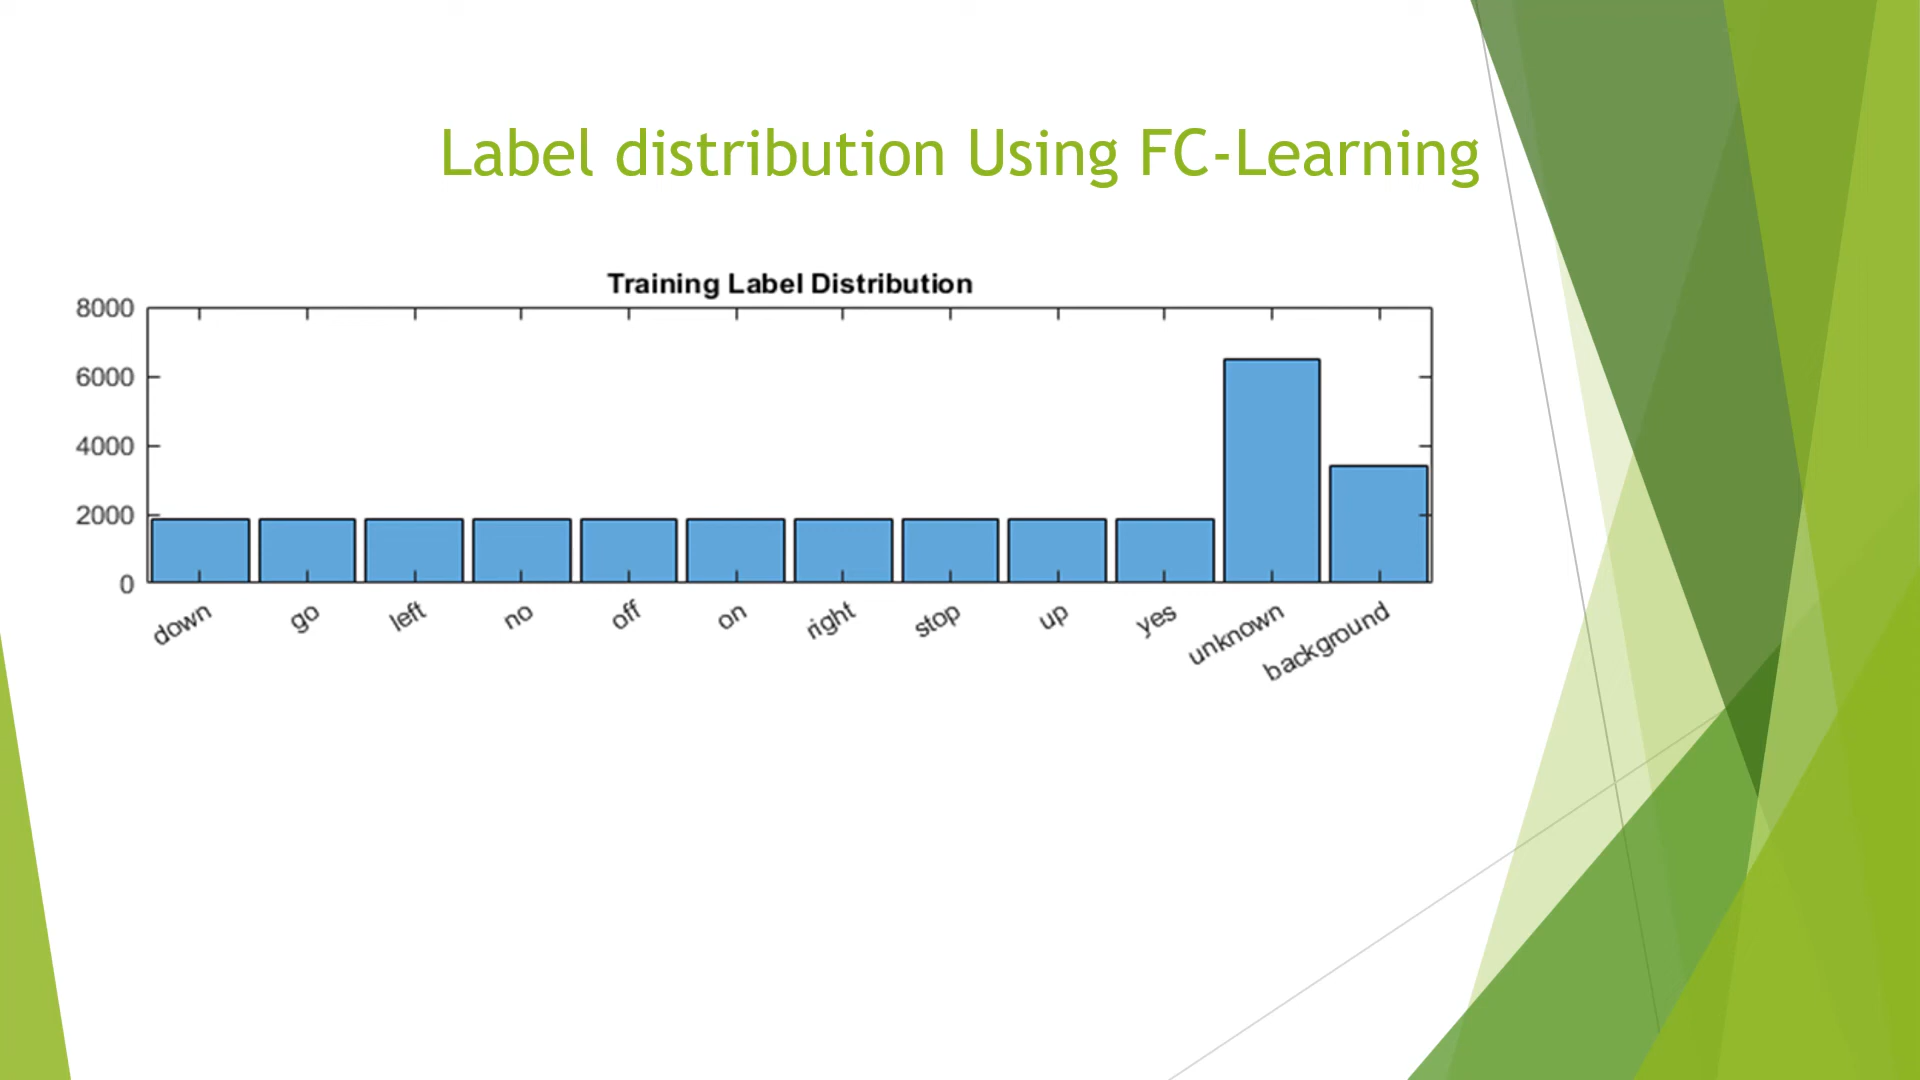 Label distribution Using FC-Learning
Training Label Distribution
8000
6000
4000
2000
0
down go left no off on right stop up yes unknown background